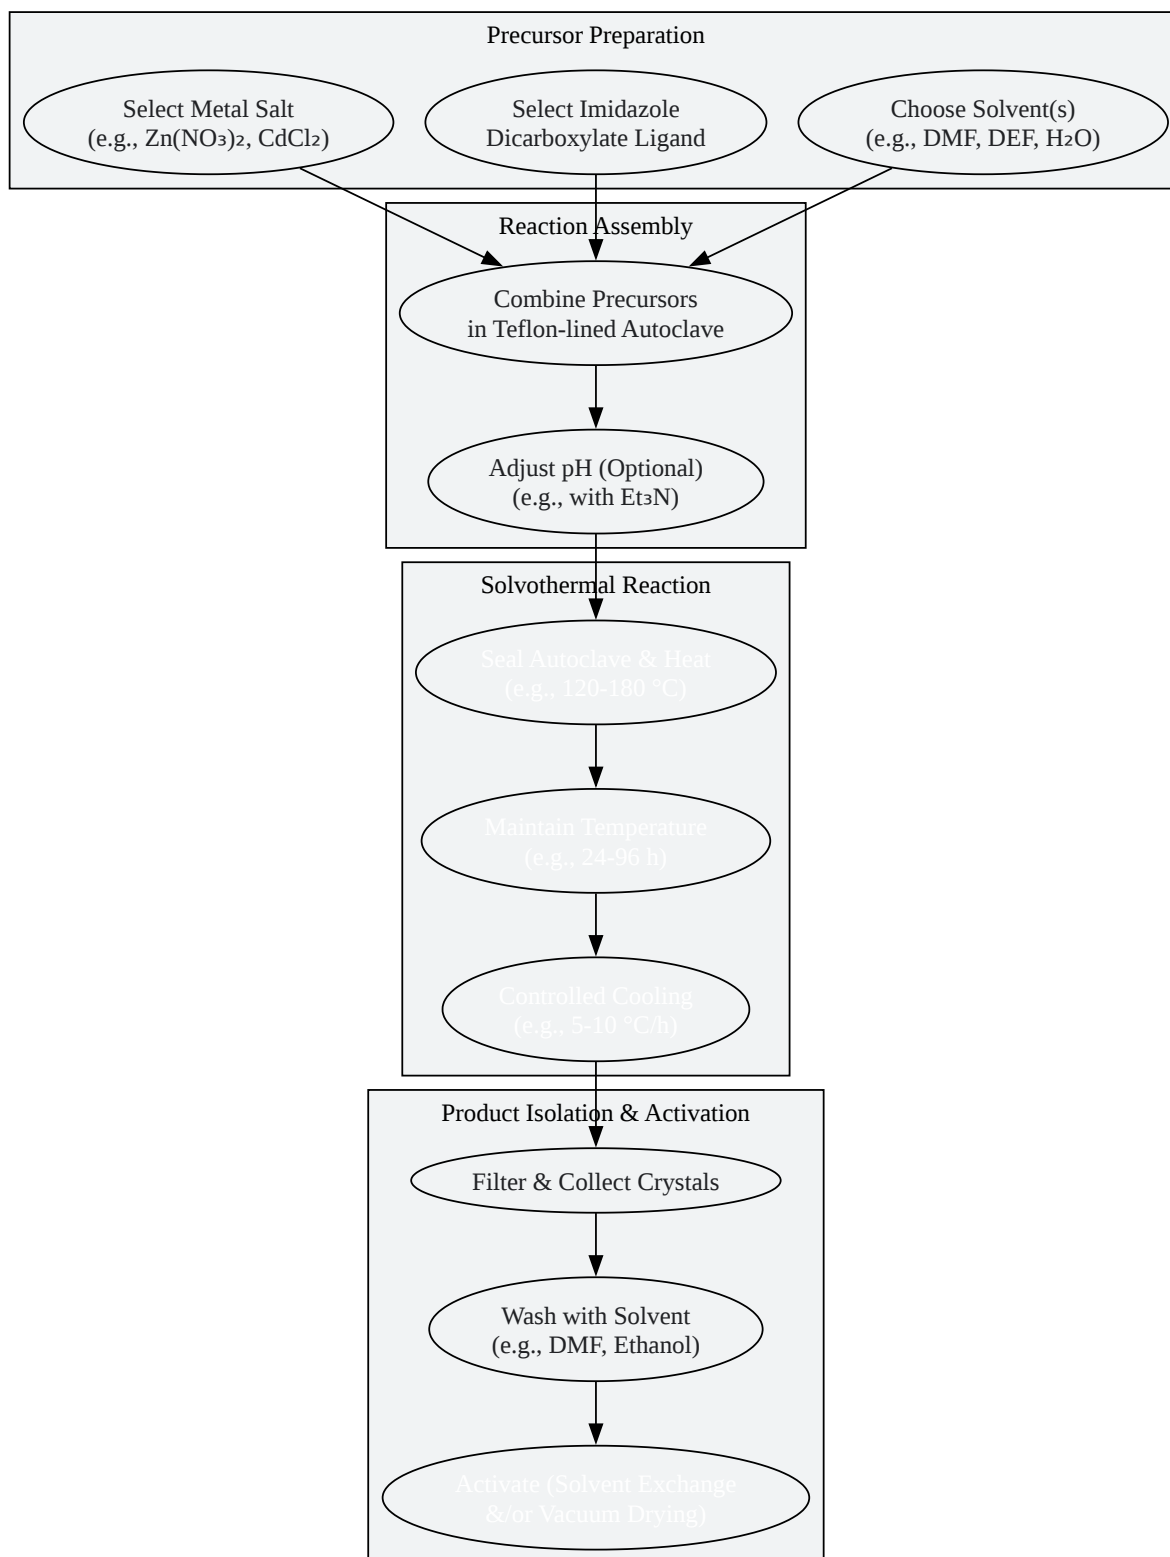 Precursor Preparation
Select Metal Salt
(e.g., Zn(NO₃)₂, CdCl₂)
Select Imidazole
Dicarboxylate Ligand
Choose Solvent(s)
(e.g., DMF, DEF, H₂O)
Reaction Assembly
Combine Precursors
in Teflon-lined Autoclave
Adjust pH (Optional)
(e.g., with Et₃N)
Solvothermal Reaction
Seal Autoclave & Heat
(e.g., 120-180 °C)
Maintain Temperature
(e.g., 24-96 h)
Controlled Cooling
(e.g., 5-10 °C/h)
Product Isolation & Activation
Filter & Collect Crystals
Wash with Solvent
(e.g., DMF, Ethanol)
Activate (Solvent Exchange
&/or Vacuum Drying)